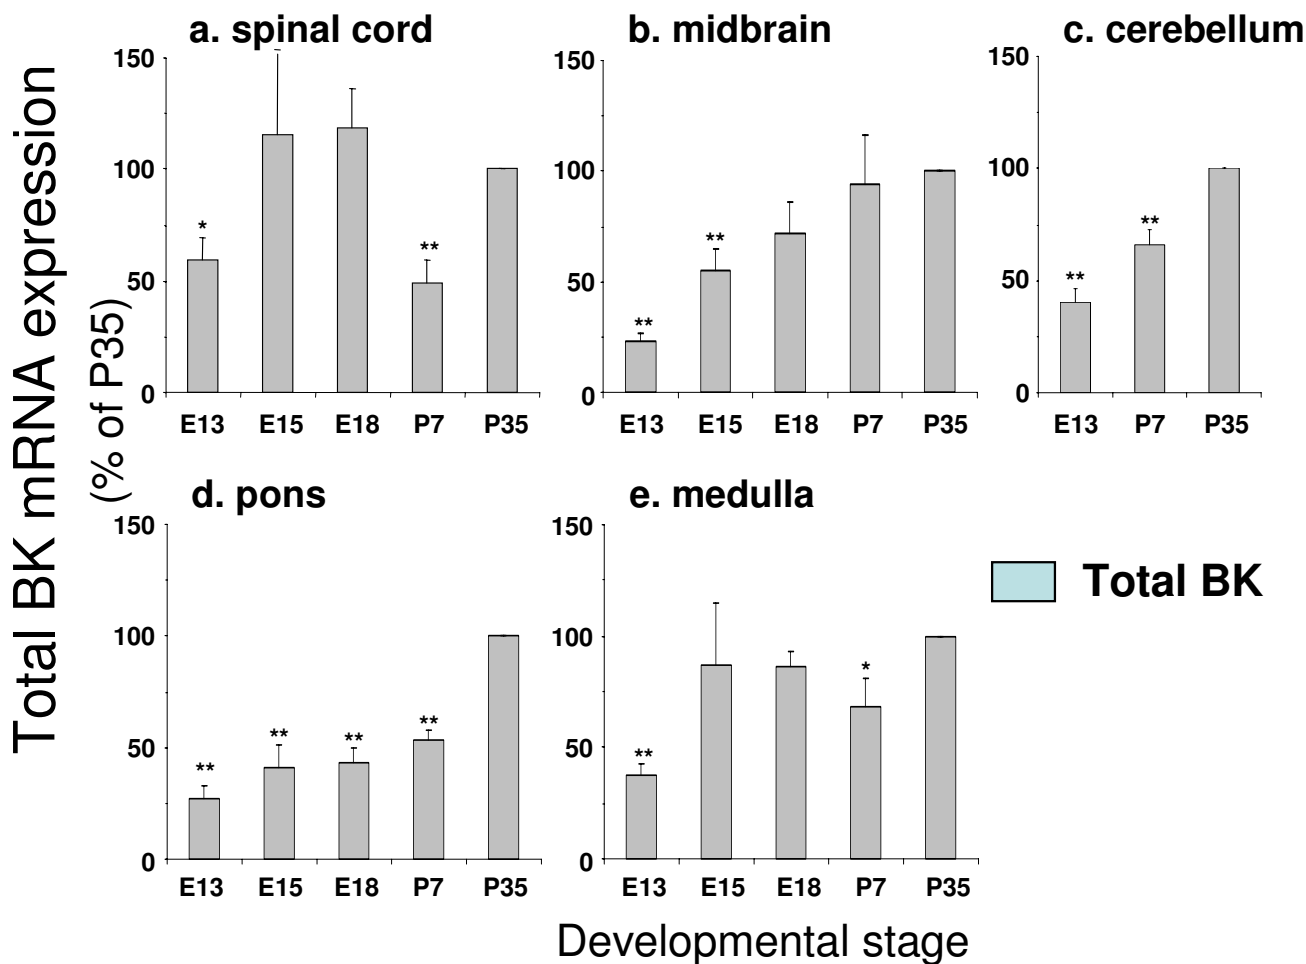 Total BK mRNA expression
(% of P35)
a. spinal cord
150
100
50
0
*
**
E13 E15 E18 P7 P35
b. midbrain
150
100
50
0
**
**
E13 E15 E18 P7 P35
c. cerebellum
150
100
50
0
**
**
E13 P7 P35
d. pons
150
100
50
0
**
**
**
**
E13 E15 E18 P7 P35
e. medulla
150
100
50
0
**
*
E13 E15 E18 P7 P35
Total BK
Developmental stage